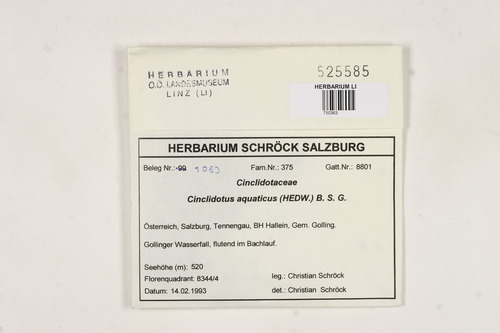 HERBARIUM
O.Ö. LANDESMUSEUM
LINZ (LI)
525585
HERBARIUM LI
750363
HERBARIUM SCHRÖCK SALZBURG
Beleg Nr.: 99 1063 Fam.Nr.: 375 Gatt.Nr.: 8801
Cinclidotaceae
Cinclidotus aquaticus (HEDW.) B. S. G.
Österreich, Salzburg, Tennengau, BH Hallein, Gem. Golling.
Gollinger Wasserfall, flutend im Bachlauf.
Seehöhe (m): 520
Florenquadrant: 8344/4 leg.: Christian Schröck
Datum: 14.02.1993 det.: Christian Schröck